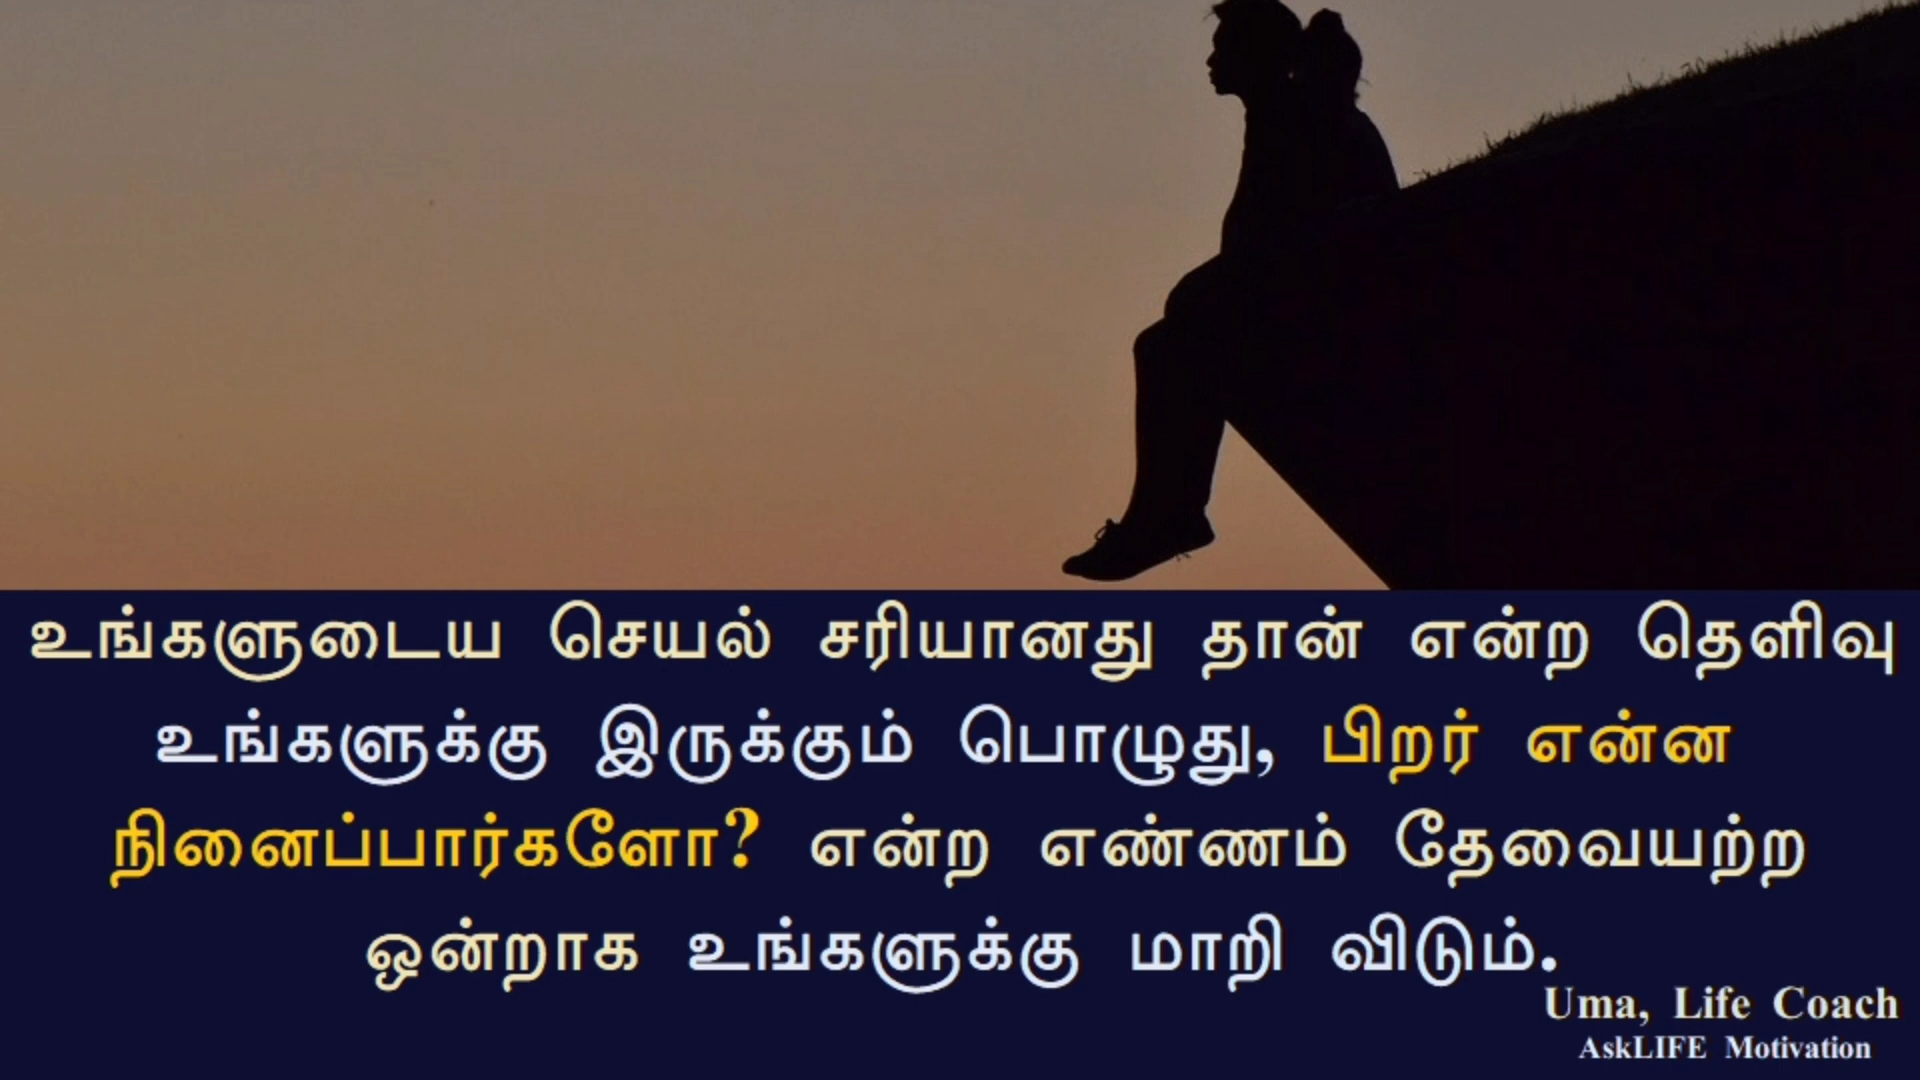 உங்களுடைய செயல் சரியானது தான் என்ற தெளிவு
உங்களுக்கு இருக்கும் பொழுது, பிறர் என்ன
நினைப்பார்களோ? என்ற எண்ணம் தேவையற்ற
ஒன்றாக உங்களுக்கு மாறி விடும்.
Uma, Life Coach
AskLIFE Motivation